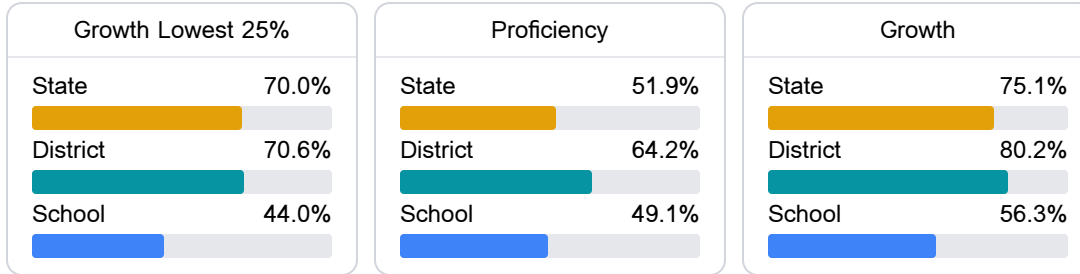 Growth Lowest 25%
State 70.0%
District 70.6%
School 44.0%
Proficiency
State 51.9%
District 64.2%
School 49.1%
Growth
State 75.1%
District 80.2%
School 56.3%